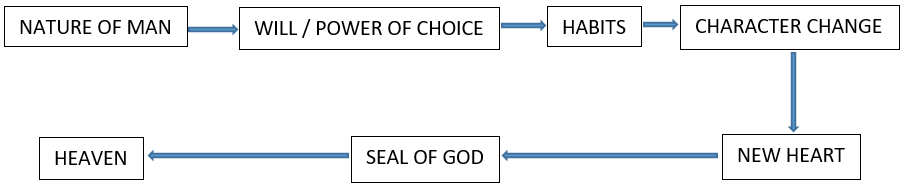 NATURE OF MAN
WILL / POWER OF CHOICE
HABITS
CHARACTER CHANGE
NEW HEART
SEAL OF GOD
HEAVEN